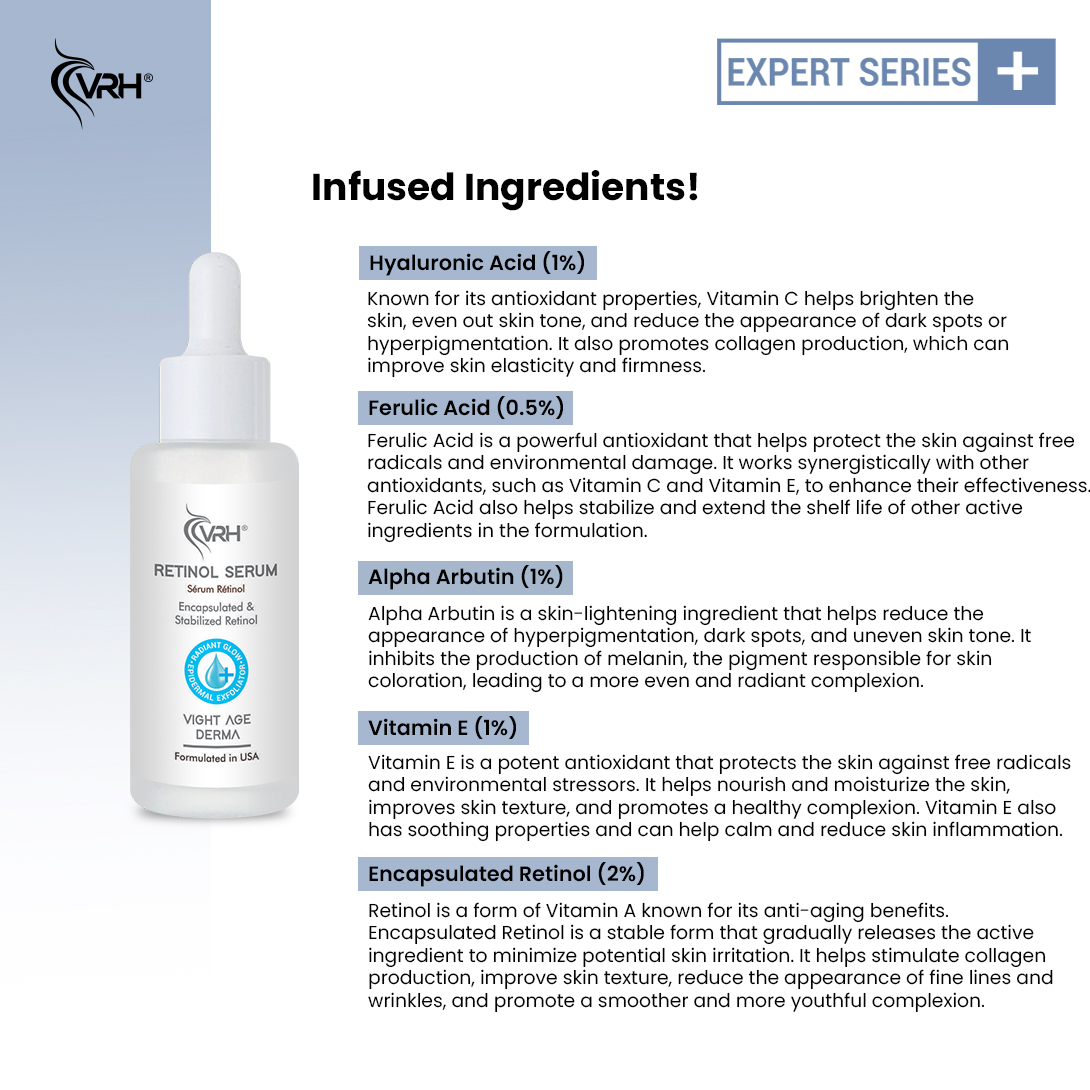 VRH®
EXPERT SERIES +
Infused Ingredients!
Hyaluronic Acid (1%)
Known for its antioxidant properties, Vitamin C helps brighten the
skin, even out skin tone, and reduce the appearance of dark spots or
hyperpigmentation. It also promotes collagen production, which can
improve skin elasticity and firmness.
Ferulic Acid (0.5%)
Ferulic Acid is a powerful antioxidant that helps protect the skin against free
radicals and environmental damage. It works synergistically with other
antioxidants, such as Vitamin C and Vitamin E, to enhance their effectiveness.
Ferulic Acid also helps stabilize and extend the shelf life of other active
ingredients in the formulation.
Alpha Arbutin (1%)
Alpha Arbutin is a skin-lightening ingredient that helps reduce the
appearance of hyperpigmentation, dark spots, and uneven skin tone. It
inhibits the production of melanin, the pigment responsible for skin
coloration, leading to a more even and radiant complexion.
Vitamin E (1%)
Vitamin E is a potent antioxidant that protects the skin against free radicals
and environmental stressors. It helps nourish and moisturize the skin,
improves skin texture, and promotes a healthy complexion. Vitamin E also
has soothing properties and can help calm and reduce skin inflammation.
Encapsulated Retinol (2%)
Retinol is a form of Vitamin A known for its anti-aging benefits.
Encapsulated Retinol is a stable form that gradually releases the active
ingredient to minimize potential skin irritation. It helps stimulate collagen
production, improve skin texture, reduce the appearance of fine lines and
wrinkles, and promote a smoother and more youthful complexion.
VRH®
RETINOL SERUM
Sérum Rétinol
Encapsulated &
Stabilized Retinol
RADIANT GLOW
EPIDERMAL EXFOLIATOR
VIGHT AGE
DERMA
Formulated in USA